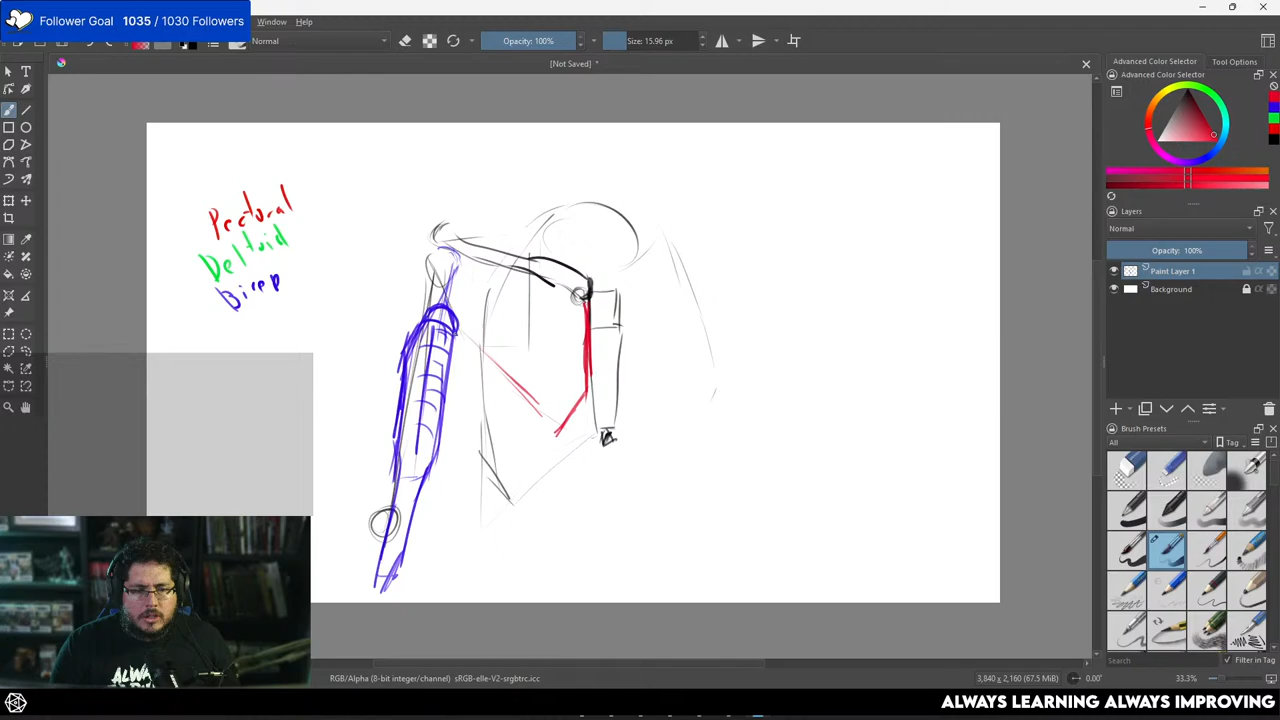 Follower Goal 1035 / 1030 Followers
Window Help
Normal
Opacity: 100%
Size: 15.96 px
[Not Saved] *
Advanced Color Selector
Tool Options
Advanced Color Selector
Pectoral
Deltoid
Bicep
Layers
Normal
Opacity: 100%
Paint Layer 1
Background
Brush Presets
All
Tag
Search
Filter in Tag
RGB/Alpha (8-bit integer/channel) sRGB-elle-V2-srgbtrc.icc
3,840 x 2,160 (67.5 MiB)
0.00°
33.3%
ALWAYS LEARNING ALWAYS IMPROVING